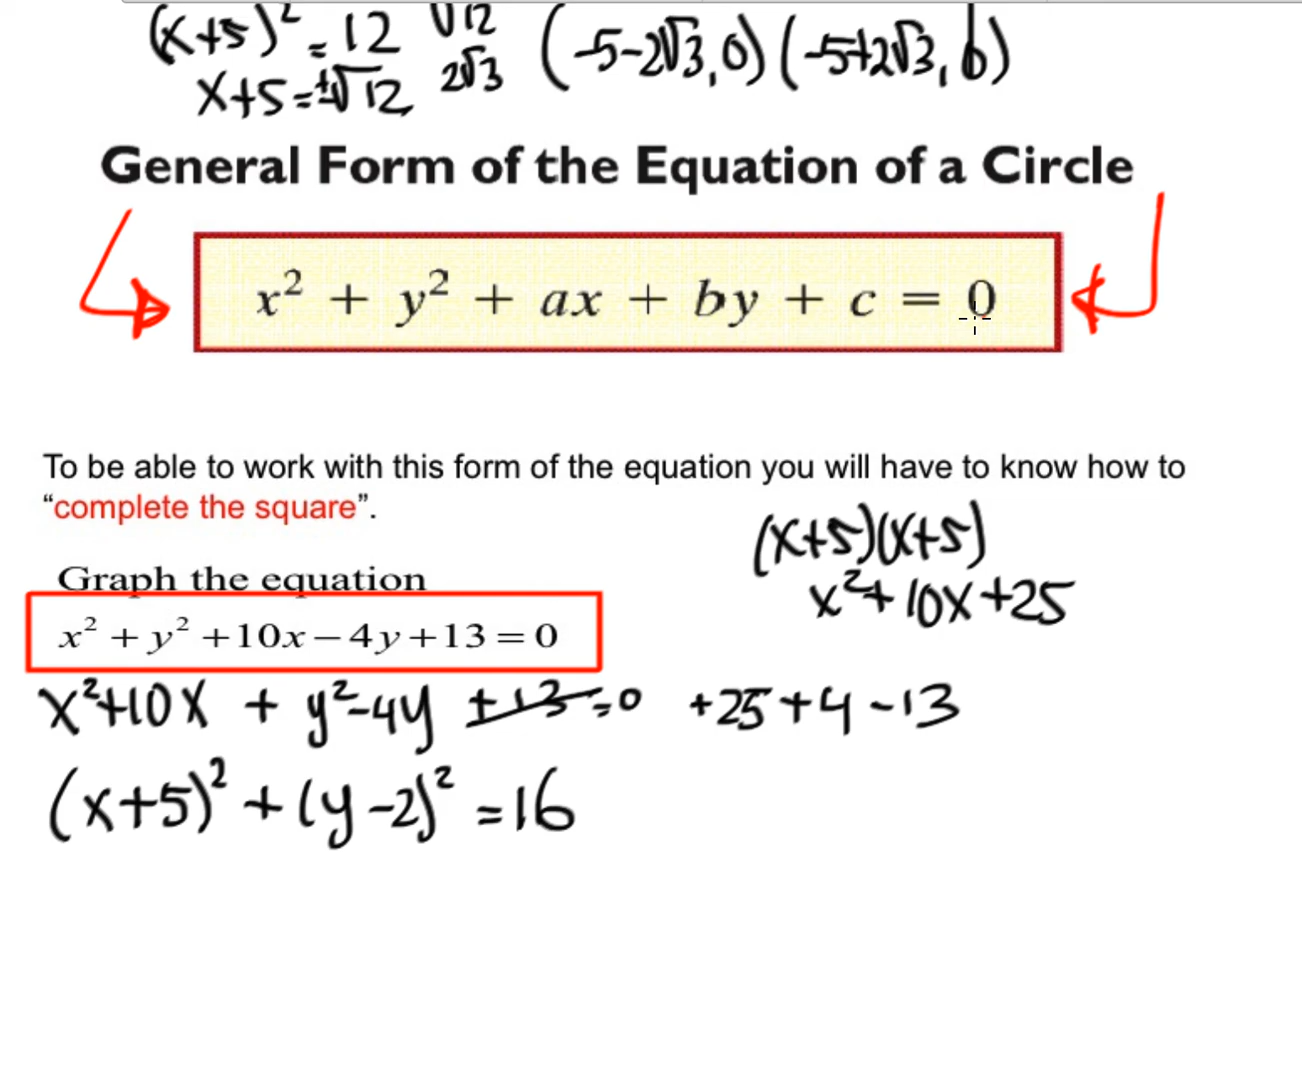 (x+5)² = 12 √12 (-5-2√3, 0) (-5+2√3, 0)
x+5=±√12 2√3
General Form of the Equation of a Circle
x² + y² + ax + by + c = 0
To be able to work with this form of the equation you will have to know how to
“complete the square”.
(x+5)(x+5)
x²+10x+25
Graph the equation
x² + y² +10x − 4y +13 = 0
x²+10x + y²-4y +13=0 +25+4-13
(x+5)² + (y-2)² = 16